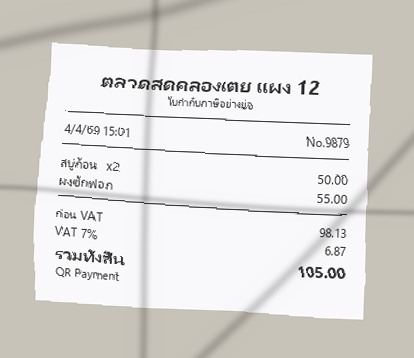 ตลาดสดคลองเตย แผง 12
ใบกำกับภาษีอย่างย่อ
4/4/69 15:01 No.9879
สบู่ก้อน x2 50.00
ผงซักฟอก 55.00
ก่อน VAT 98.13
VAT 7% 6.87
รวมทั้งสิ้น 105.00
QR Payment